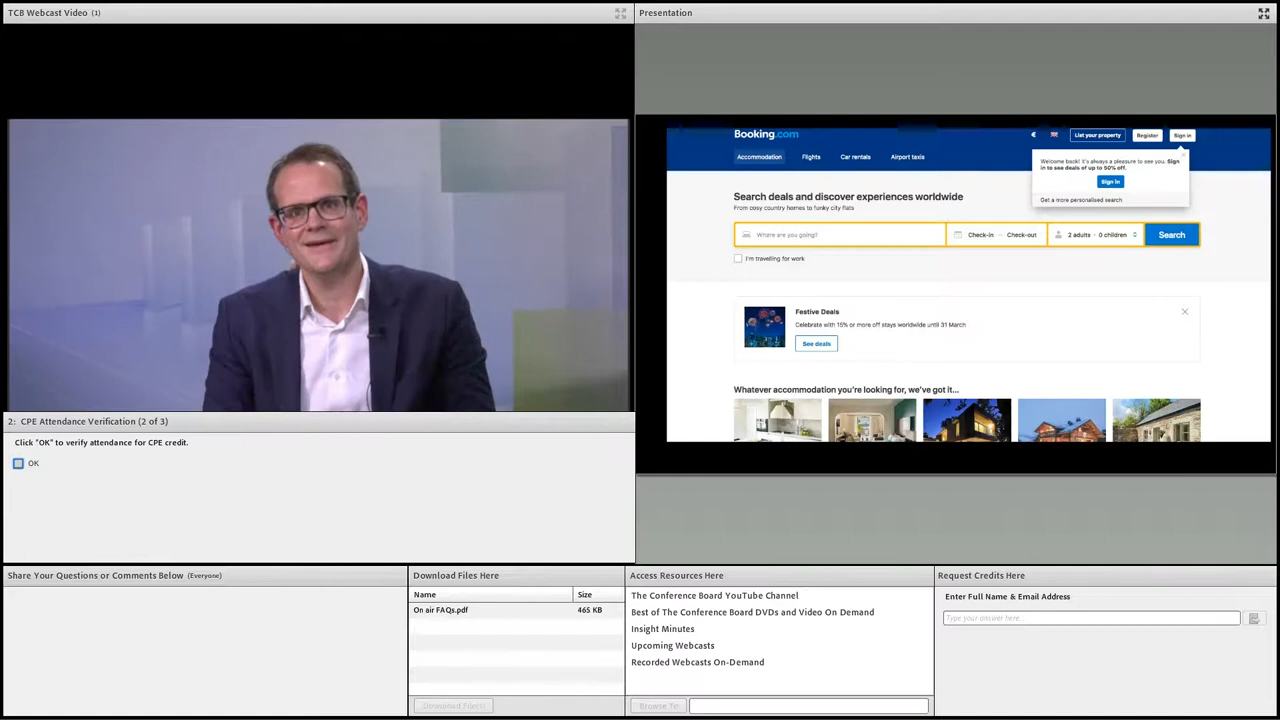 TCB Webcast Video (1)
Presentation
Booking.com
€
List your property
Register
Sign in
Accommodation
Flights
Car rentals
Airport taxis
Welcome back! It's always a pleasure to see you. Sign
in to see deals of up to 50% off.
Sign in
Get a more personalised search
Search deals and discover experiences worldwide
From cosy country homes to funky city flats
Where are you going?
Check-in — Check-out
2 adults · 0 children
Search
I'm travelling for work
Festive Deals
Celebrate with 15% or more off stays worldwide until 31 March
See deals
Whatever accommodation you're looking for, we've got it...
2: CPE Attendance Verification (2 of 3)
Click "OK" to verify attendance for CPE credit.
OK
Share Your Questions or Comments Below (Everyone)
Download Files Here
Name
Size
On air FAQs.pdf
465 KB
Download File(s)
Access Resources Here
The Conference Board YouTube Channel
Best of The Conference Board DVDs and Video On Demand
Insight Minutes
Upcoming Webcasts
Recorded Webcasts On-Demand
Browse To
Request Credits Here
Enter Full Name & Email Address
Type your answer here...